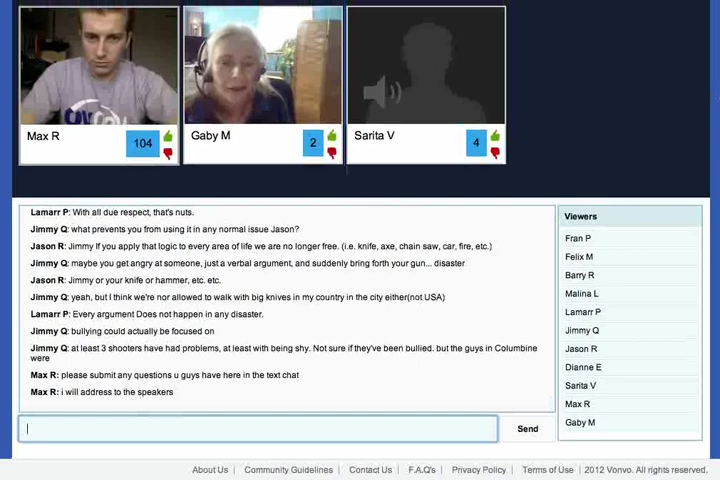 Max R
104
Gaby M
2
Sarita V
4
Lamarr P: With all due respect, that's nuts.
Jimmy Q: what prevents you from using it in any normal issue Jason?
Jason R: Jimmy If you apply that logic to every area of life we are no longer free. (i.e. knife, axe, chain saw, car, fire, etc.)
Jimmy Q: maybe you get angry at someone, just a verbal argument, and suddenly bring forth your gun... disaster
Jason R: Jimmy or your knife or hammer, etc. etc.
Jimmy Q: yeah, but I think we're nor allowed to walk with big knives in my country in the city either(not USA)
Lamarr P: Every argument Does not happen in any disaster.
Jimmy Q: bullying could actually be focused on
Jimmy Q: at least 3 shooters have had problems, at least with being shy. Not sure if they've been bullied. but the guys in Columbine
were
Max R: please submit any questions u guys have here in the text chat
Max R: i will address to the speakers
Send
Viewers
Fran P
Felix M
Barry R
Malina L
Lamarr P
Jimmy Q
Jason R
Dianne E
Sarita V
Max R
Gaby M
About Us | Community Guidelines | Contact Us | F.A.Q's | Privacy Policy | Terms of Use | 2012 Vonvo. All rights reserved.